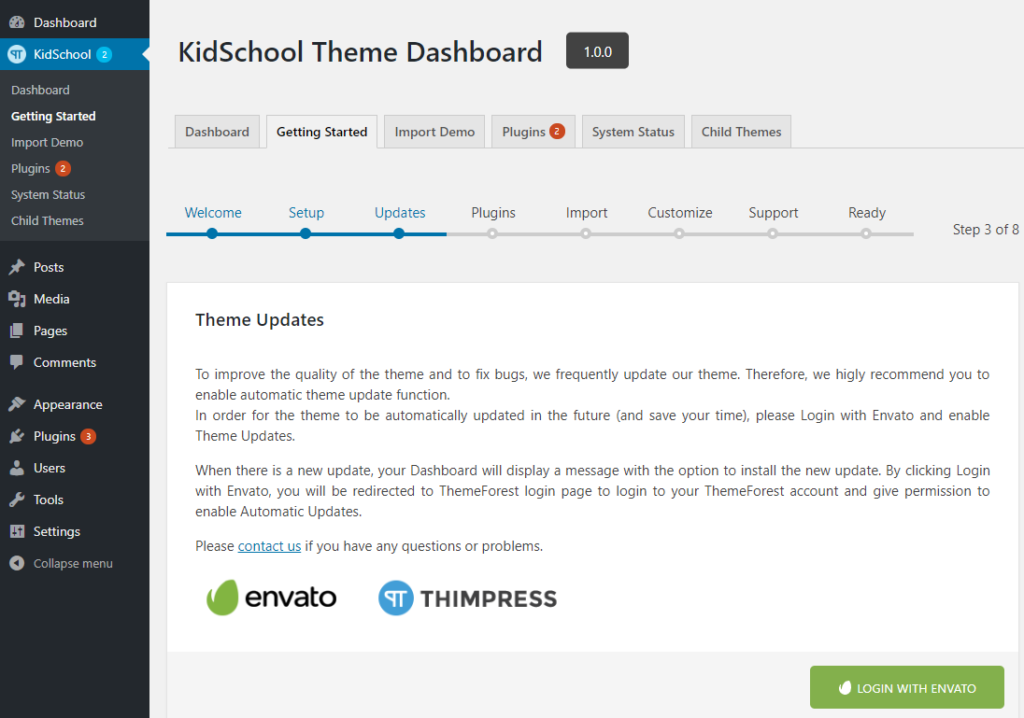 Dashboard
KidSchool 2
Dashboard
Getting Started
Import Demo
Plugins 2
System Status
Child Themes
Posts
Media
Pages
Comments
Appearance
Plugins 3
Users
Tools
Settings
Collapse menu
KidSchool Theme Dashboard 1.0.0
Dashboard Getting Started Import Demo Plugins 2 System Status Child Themes
Welcome Setup Updates Plugins Import Customize Support Ready
Step 3 of 8
Theme Updates
To improve the quality of the theme and to fix bugs, we frequently update our theme. Therefore, we higly recommend you to
enable automatic theme update function.
In order for the theme to be automatically updated in the future (and save your time), please Login with Envato and enable
Theme Updates.
When there is a new update, your Dashboard will display a message with the option to install the new update. By clicking Login
with Envato, you will be redirected to ThemeForest login page to login to your ThemeForest account and give permission to
enable Automatic Updates.
Please contact us if you have any questions or problems.
envato THIMPRESS
LOGIN WITH ENVATO